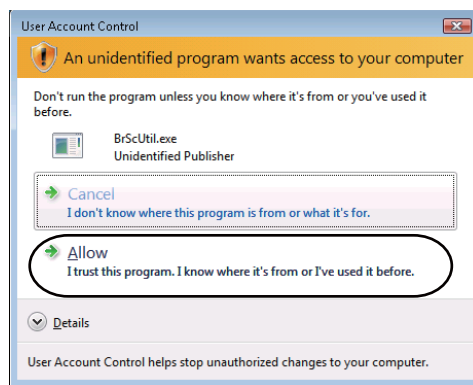 User Account Control
An unidentified program wants access to your computer
Don't run the program unless you know where it's from or you've used it
before.
BrScUtil.exe
Unidentified Publisher
Cancel
I don't know where this program is from or what it's for.
Allow
I trust this program. I know where it's from or I've used it before.
Details
User Account Control helps stop unauthorized changes to your computer.